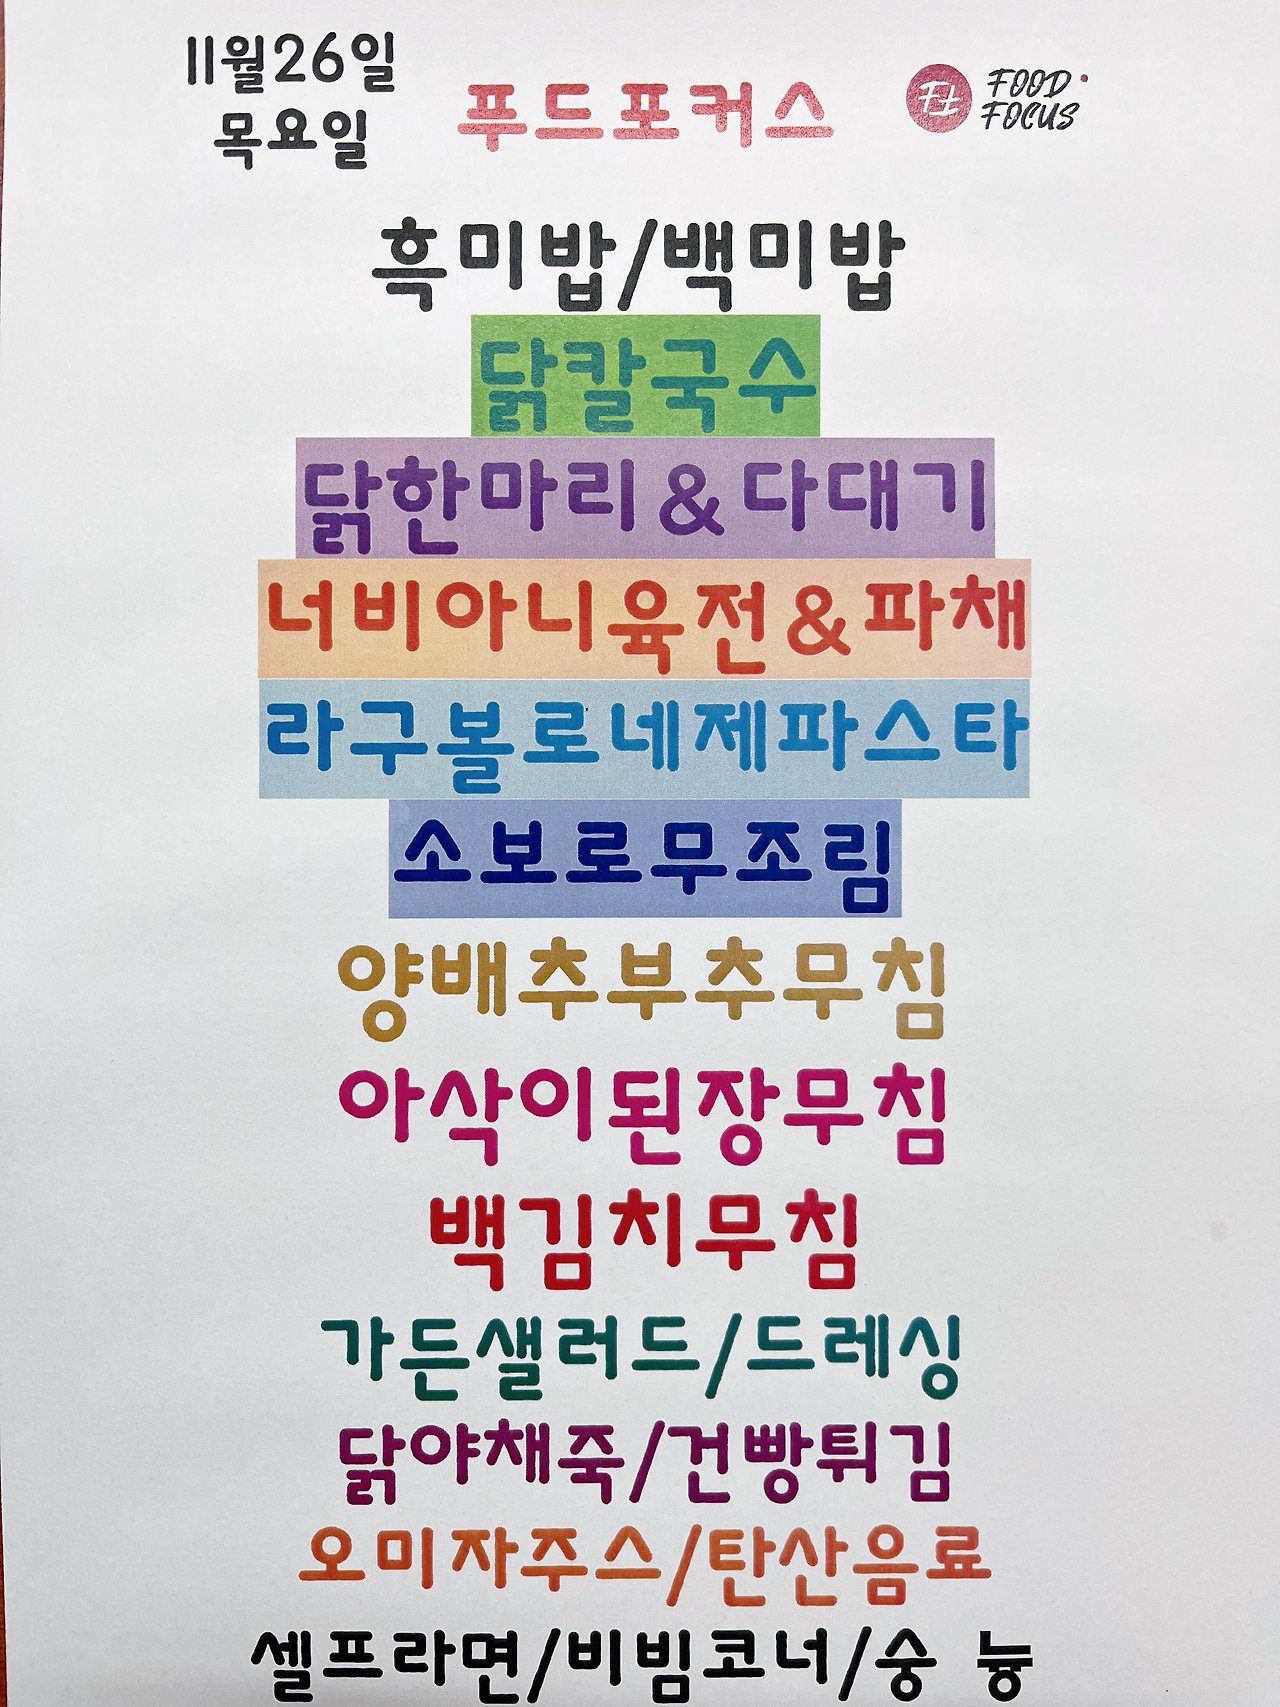 11월26일
목요일
푸드포커스
Ff
FOOD
FOCUS
흑미밥/백미밥
닭칼국수
닭한마리&다대기
너비아니육전&파채
라구볼로네제파스타
소보로무조림
양배추부추무침
아삭이된장무침
백김치무침
가든샐러드/드레싱
닭야채죽/건빵튀김
오미자주스/탄산음료
셀프라면/비빔코너/숭 늉